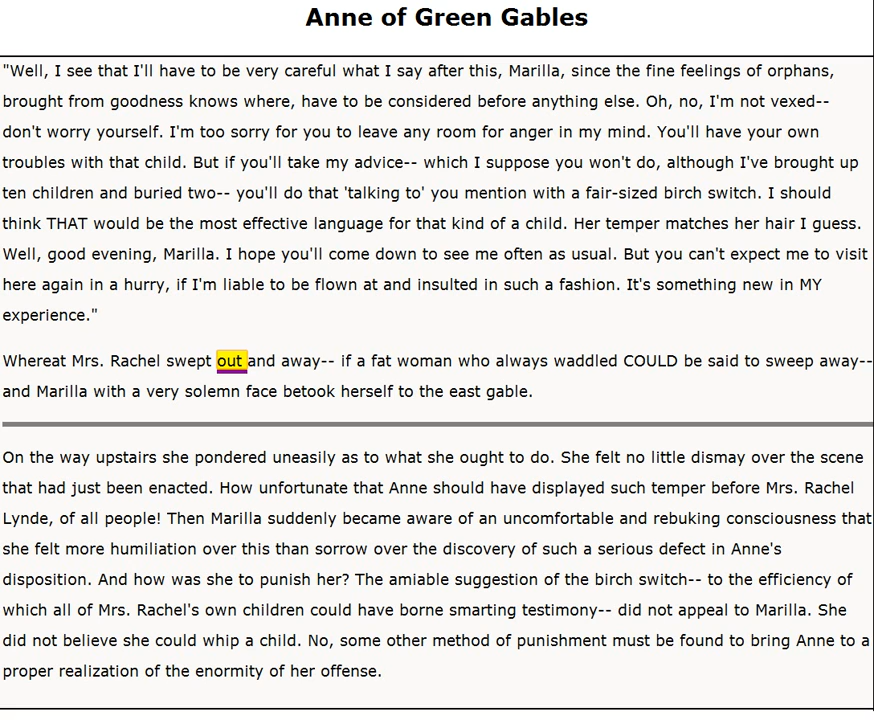 Anne of Green Gables
"Well, I see that I'll have to be very careful what I say after this, Marilla, since the fine feelings of orphans,
brought from goodness knows where, have to be considered before anything else. Oh, no, I'm not vexed--
don't worry yourself. I'm too sorry for you to leave any room for anger in my mind. You'll have your own
troubles with that child. But if you'll take my advice-- which I suppose you won't do, although I've brought up
ten children and buried two-- you'll do that 'talking to' you mention with a fair-sized birch switch. I should
think THAT would be the most effective language for that kind of a child. Her temper matches her hair I guess.
Well, good evening, Marilla. I hope you'll come down to see me often as usual. But you can't expect me to visit
here again in a hurry, if I'm liable to be flown at and insulted in such a fashion. It's something new in MY
experience."
Whereat Mrs. Rachel swept out and away-- if a fat woman who always waddled COULD be said to sweep away--
and Marilla with a very solemn face betook herself to the east gable.
On the way upstairs she pondered uneasily as to what she ought to do. She felt no little dismay over the scene
that had just been enacted. How unfortunate that Anne should have displayed such temper before Mrs. Rachel
Lynde, of all people! Then Marilla suddenly became aware of an uncomfortable and rebuking consciousness that
she felt more humiliation over this than sorrow over the discovery of such a serious defect in Anne's
disposition. And how was she to punish her? The amiable suggestion of the birch switch-- to the efficiency of
which all of Mrs. Rachel's own children could have borne smarting testimony-- did not appeal to Marilla. She
did not believe she could whip a child. No, some other method of punishment must be found to bring Anne to a
proper realization of the enormity of her offense.